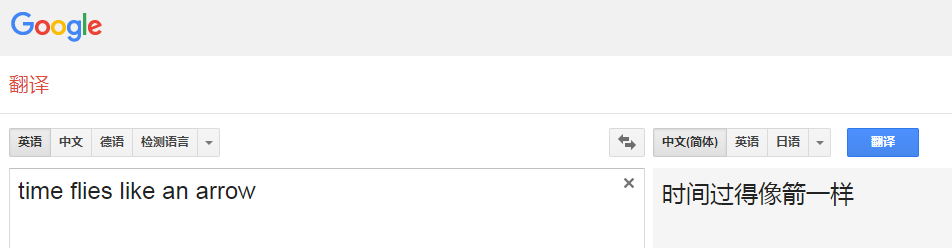 Google
翻译
英语 中文 德语 检测语言 中文(简体) 英语 日语 翻译
time flies like an arrow
时间过得像箭一样